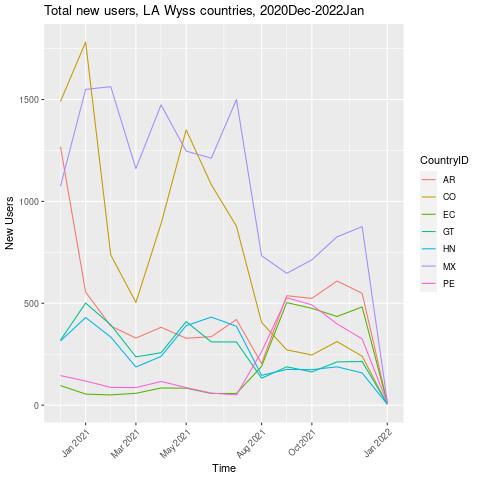 Total new users, LA Wyss countries, 2020Dec-2022Jan
New Users
1500
1000
500
0
Jan 2021
Mar 2021
May 2021
Aug 2021
Oct 2021
Jan 2022
Time
CountryID
AR
CO
EC
GT
HN
MX
PE